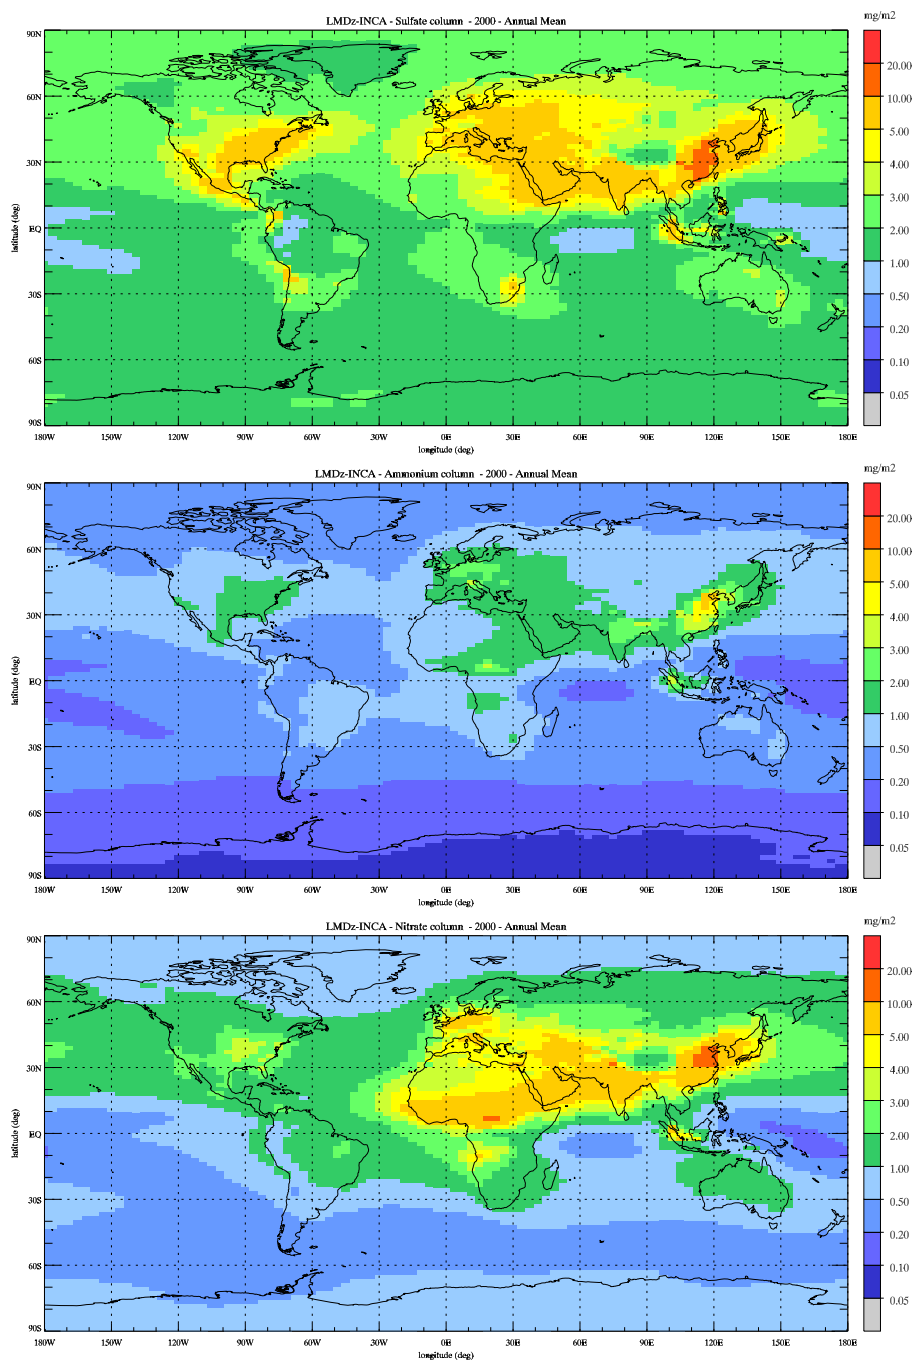 LMDz-INCA - Sulfate column - 2000 - Annual Mean
mg/m2
90N
60N
30N
EQ
30S
60S
90S
latitude (deg)
20.00
10.00
5.00
4.00
3.00
2.00
1.00
0.50
0.20
0.10
0.05
180W 150W 120W 90W 60W 30W 0E 30E 60E 90E 120E 150E 180E
longitude (deg)
LMDz-INCA - Ammonium column - 2000 - Annual Mean
mg/m2
90N
60N
30N
EQ
30S
60S
90S
latitude (deg)
20.00
10.00
5.00
4.00
3.00
2.00
1.00
0.50
0.20
0.10
0.05
180W 150W 120W 90W 60W 30W 0E 30E 60E 90E 120E 150E 180E
longitude (deg)
LMDz-INCA - Nitrate column - 2000 - Annual Mean
mg/m2
90N
60N
30N
EQ
30S
60S
90S
latitude (deg)
20.00
10.00
5.00
4.00
3.00
2.00
1.00
0.50
0.20
0.10
0.05
180W 150W 120W 90W 60W 30W 0E 30E 60E 90E 120E 150E 180E
longitude (deg)